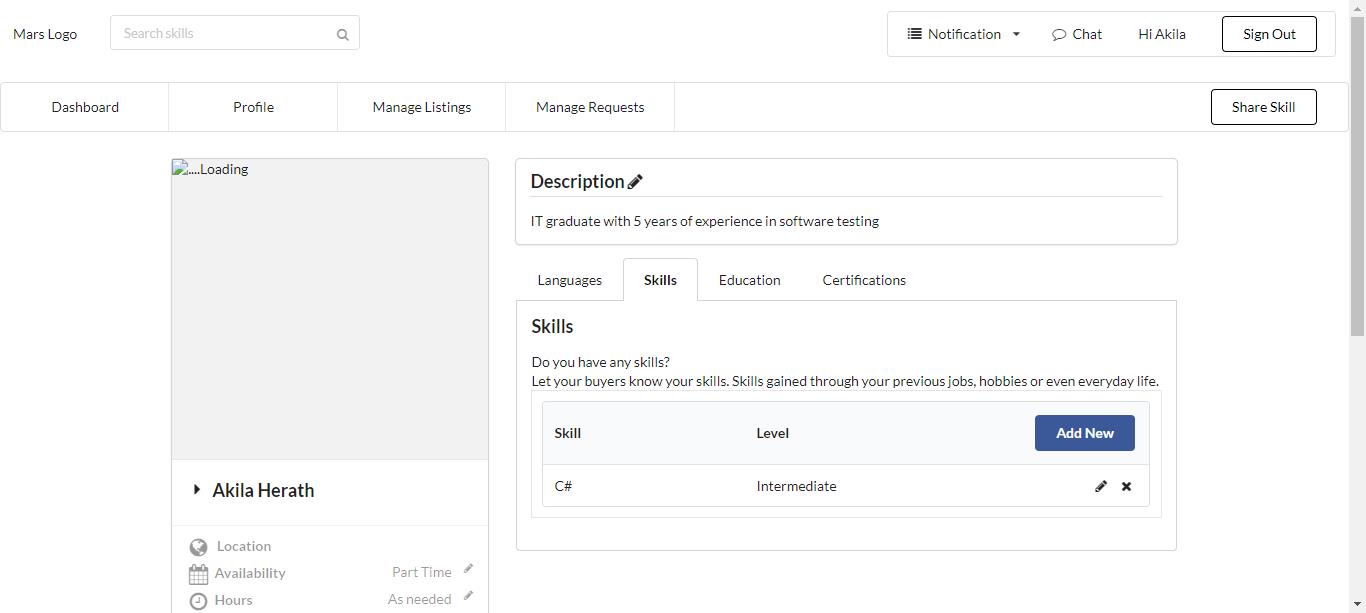 Mars Logo
Search skills
Notification
Chat
Hi Akila
Sign Out
Dashboard
Profile
Manage Listings
Manage Requests
Share Skill
....Loading
Akila Herath
Location
Availability Part Time
Hours As needed
Description
IT graduate with 5 years of experience in software testing
Languages
Skills
Education
Certifications
Skills
Do you have any skills?
Let your buyers know your skills. Skills gained through your previous jobs, hobbies or even everyday life.
Skill Level Add New
C# Intermediate